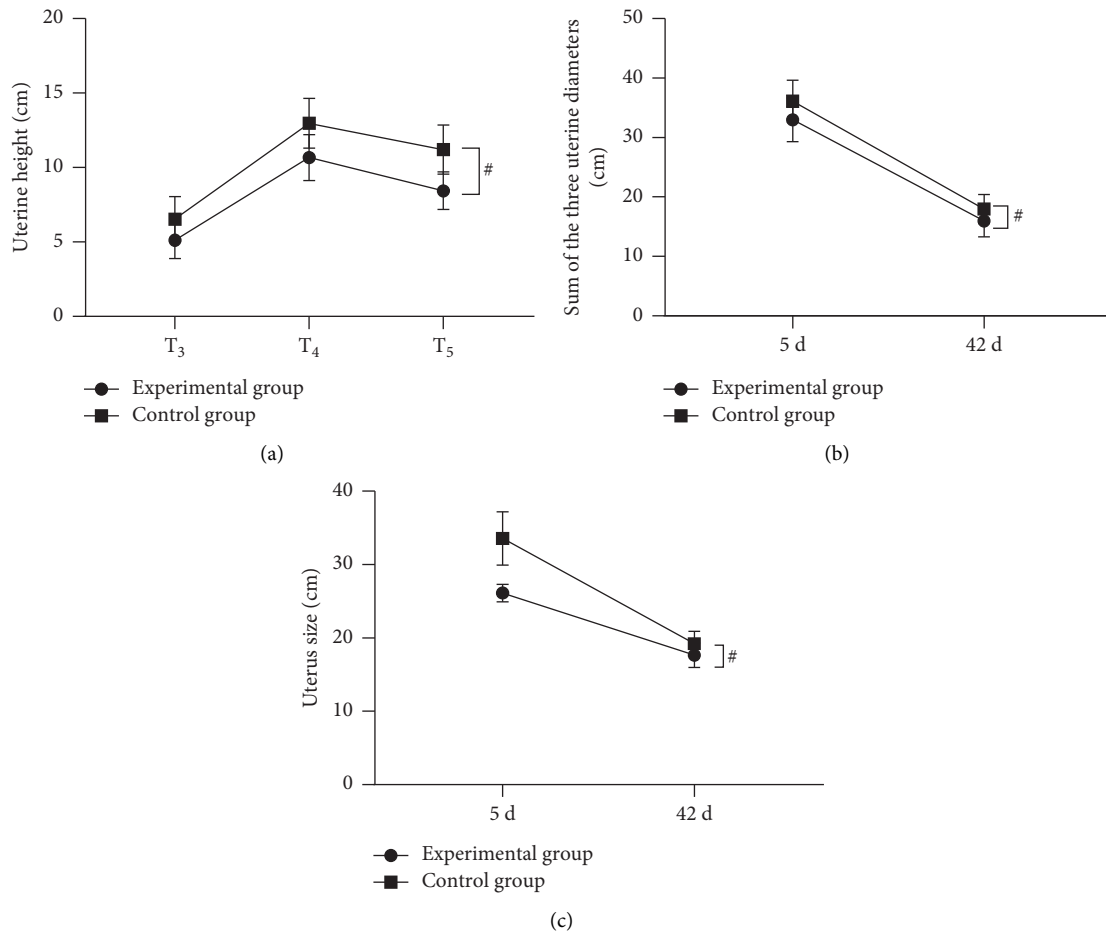 20
15
10
5
0
Uterine height (cm)
#
T3
T4
T5
Experimental group
Control group
(a)
50
40
30
20
10
0
Sum of the three uterine diameters
(cm)
#
5 d
42 d
Experimental group
Control group
(b)
40
30
20
10
0
Uterus size (cm)
#
5 d
42 d
Experimental group
Control group
(c)